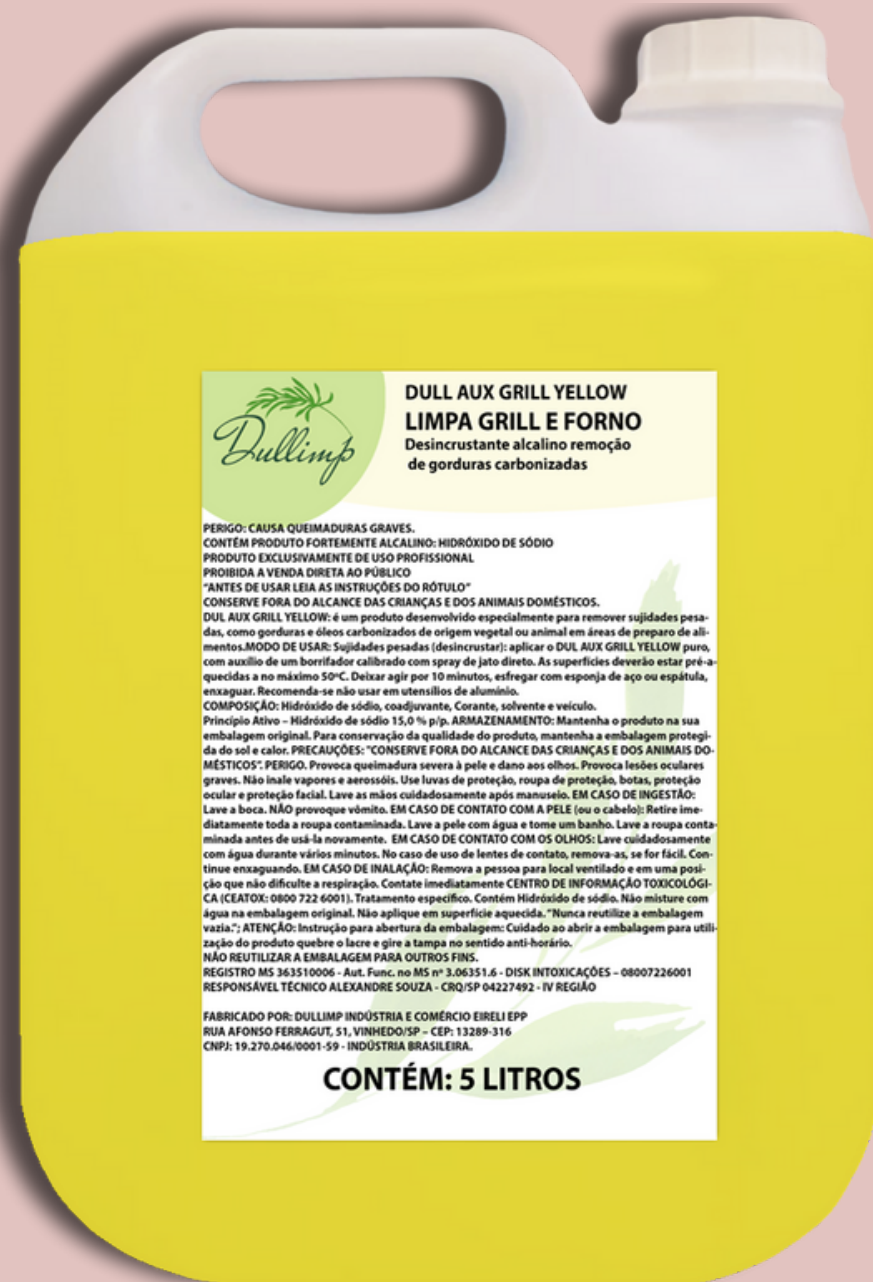 Dullimp
DULL AUX GRILL YELLOW
LIMPA GRILL E FORNO
Desincrustante alcalino remoção
de gorduras carbonizadas
PERIGO: CAUSA QUEIMADURAS GRAVES.
CONTÉM PRODUTO FORTEMENTE ALCALINO: HIDRÓXIDO DE SÓDIO
PRODUTO EXCLUSIVAMENTE DE USO PROFISSIONAL
PROIBIDA A VENDA DIRETA AO PÚBLICO
"ANTES DE USAR LEIA AS INSTRUÇÕES DO RÓTULO"
CONSERVE FORA DO ALCANCE DAS CRIANÇAS E DOS ANIMAIS DOMÉSTICOS.
DUL AUX GRILL YELLOW: é um produto desenvolvido especialmente para remover sujidades pesa-
das, como gorduras e óleos carbonizados de origem vegetal ou animal em áreas de preparo de ali-
mentos.MODO DE USAR: Sujidades pesadas (desincrustar): aplicar o DUL AUX GRILL YELLOW puro,
com auxílio de um borrifador calibrado com spray de jato direto. As superfícies deverão estar pré-a-
quecidas a no máximo 50ºC. Deixar agir por 10 minutos, esfregar com esponja de aço ou espátula,
enxaguar. Recomenda-se não usar em utensílios de alumínio.
COMPOSIÇÃO: Hidróxido de sódio, coadjuvante, Corante, solvente e veículo.
Princípio Ativo – Hidróxido de sódio 15,0 % p/p. ARMAZENAMENTO: Mantenha o produto na sua
embalagem original. Para conservação da qualidade do produto, mantenha a embalagem protegi-
da do sol e calor. PRECAUÇÕES: "CONSERVE FORA DO ALCANCE DAS CRIANÇAS E DOS ANIMAIS DO-
MÉSTICOS". PERIGO. Provoca queimadura severa à pele e dano aos olhos. Provoca lesões oculares
graves. Não inale vapores e aerossóis. Use luvas de proteção, roupa de proteção, botas, proteção
ocular e proteção facial. Lave as mãos cuidadosamente após manuseio. EM CASO DE INGESTÃO:
Lave a boca. NÃO provoque vômito. EM CASO DE CONTATO COM A PELE (ou o cabelo): Retire ime-
diatamente toda a roupa contaminada. Lave a pele com água e tome um banho. Lave a roupa conta-
minada antes de usá-la novamente. EM CASO DE CONTATO COM OS OLHOS: Lave cuidadosamente
com água durante vários minutos. No caso de uso de lentes de contato, remova-as, se for fácil. Con-
tinue enxaguando. EM CASO DE INALAÇÃO: Remova a pessoa para local ventilado e em uma posi-
ção que não dificulte a respiração. Contate imediatamente CENTRO DE INFORMAÇÃO TOXICOLÓGI-
CA (CEATOX: 0800 722 6001). Tratamento específico. Contém Hidróxido de sódio. Não misture com
água na embalagem original. Não aplique em superfície aquecida. "Nunca reutilize a embalagem
vazia."; ATENÇÃO: Instrução para abertura da embalagem: Cuidado ao abrir a embalagem para utili-
zação do produto quebre o lacre e gire a tampa no sentido anti-horário.
NÃO REUTILIZAR A EMBALAGEM PARA OUTROS FINS.
REGISTRO MS 363510006 - Aut. Func. no MS nº 3.06351.6 - DISK INTOXICAÇÕES – 08007226001
RESPONSÁVEL TÉCNICO ALEXANDRE SOUZA - CRQ/SP 04227492 - IV REGIÃO
FABRICADO POR: DULLIMP INDÚSTRIA E COMÉRCIO EIRELI EPP
RUA AFONSO FERRAGUT, 51, VINHEDO/SP – CEP: 13289-316
CNPJ: 19.270.046/0001-59 - INDÚSTRIA BRASILEIRA.
CONTÉM: 5 LITROS